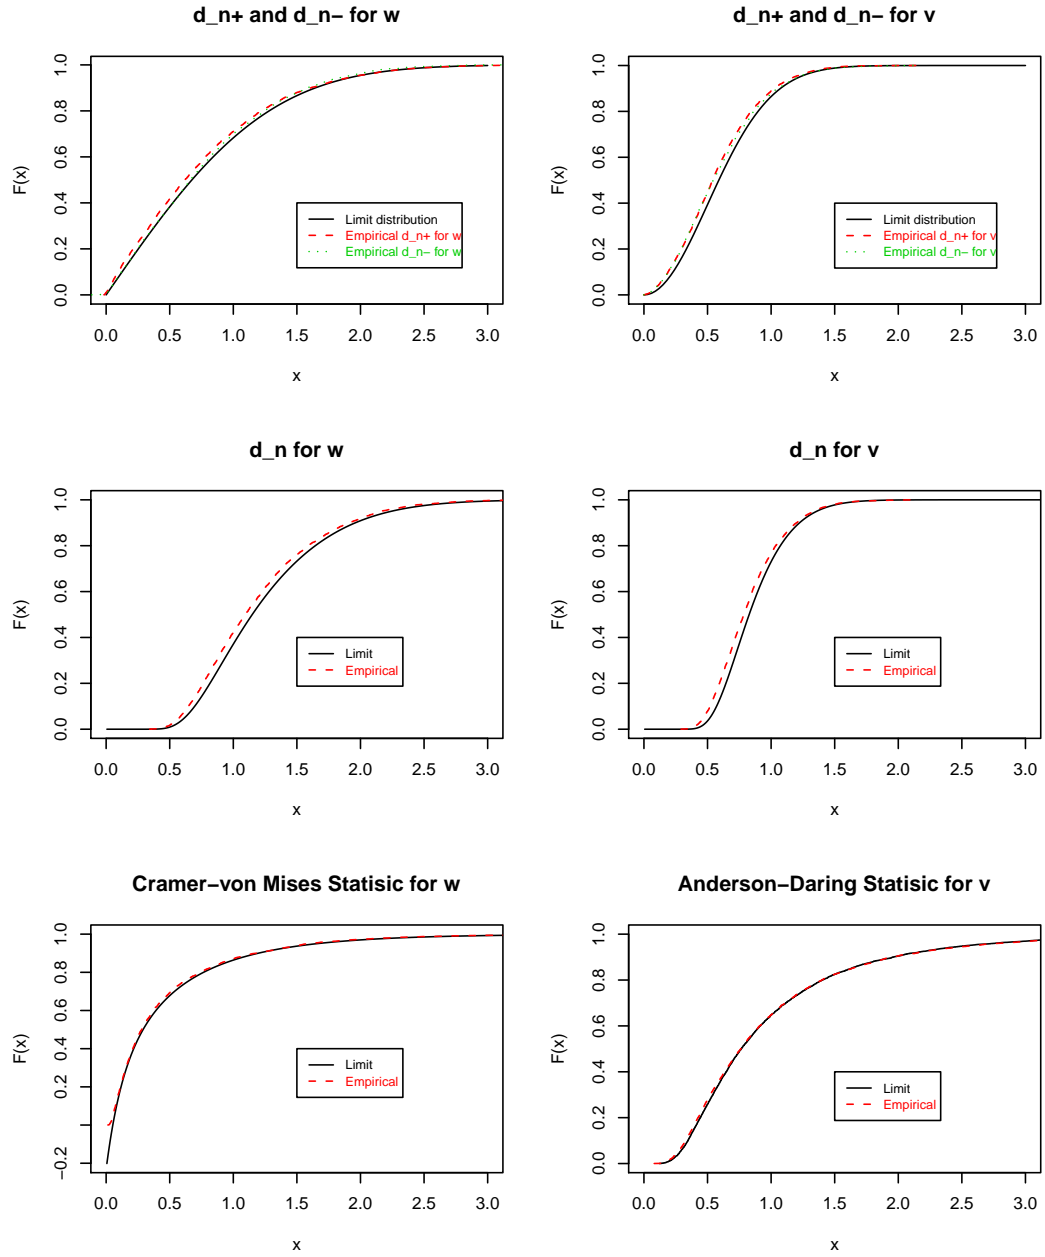 d_n+ and d_n− for w
F(x)
0.0 0.2 0.4 0.6 0.8 1.0
Limit distribution
Empirical d_n+ for w
Empirical d_n− for w
0.0 0.5 1.0 1.5 2.0 2.5 3.0
x
d_n+ and d_n− for v
F(x)
0.0 0.2 0.4 0.6 0.8 1.0
Limit distribution
Empirical d_n+ for v
Empirical d_n− for v
0.0 0.5 1.0 1.5 2.0 2.5 3.0
x
d_n for w
F(x)
0.0 0.2 0.4 0.6 0.8 1.0
Limit
Empirical
0.0 0.5 1.0 1.5 2.0 2.5 3.0
x
d_n for v
F(x)
0.0 0.2 0.4 0.6 0.8 1.0
Limit
Empirical
0.0 0.5 1.0 1.5 2.0 2.5 3.0
x
Cramer−von Mises Statisic for w
F(x)
−0.2 0.2 0.4 0.6 0.8 1.0
Limit
Empirical
0.0 0.5 1.0 1.5 2.0 2.5 3.0
x
Anderson−Daring Statisic for v
F(x)
0.0 0.2 0.4 0.6 0.8 1.0
Limit
Empirical
0.0 0.5 1.0 1.5 2.0 2.5 3.0
x